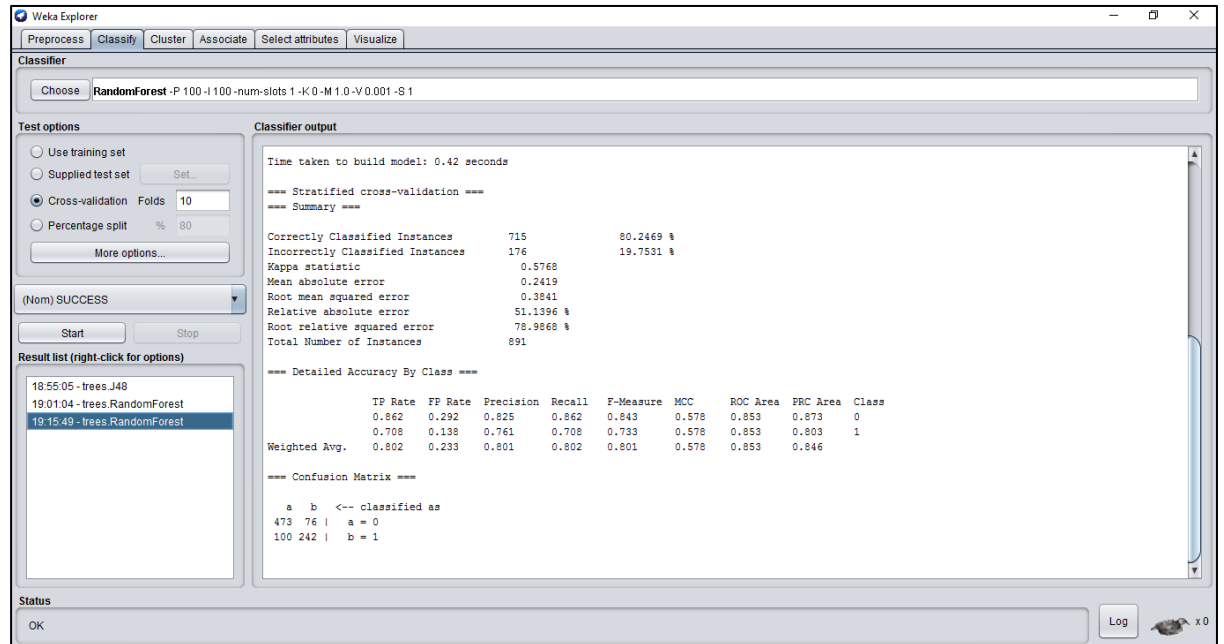 Weka Explorer
Preprocess Classify Cluster Associate Select attributes Visualize
Classifier
Choose RandomForest -P 100 -I 100 -num-slots 1 -K 0 -M 1.0 -V 0.001 -S 1
Test options
Use training set
Supplied test set Set...
Cross-validation Folds 10
Percentage split % 80
More options...
(Nom) SUCCESS
Start Stop
Result list (right-click for options)
18:55:05 - trees.J48
19:01:04 - trees.RandomForest
19:15:49 - trees.RandomForest
Classifier output
Time taken to build model: 0.42 seconds
=== Stratified cross-validation ===
=== Summary ===
Correctly Classified Instances 715 80.2469 %
Incorrectly Classified Instances 176 19.7531 %
Kappa statistic 0.5768
Mean absolute error 0.2419
Root mean squared error 0.3841
Relative absolute error 51.1396 %
Root relative squared error 78.9868 %
Total Number of Instances 891
=== Detailed Accuracy By Class ===
TP Rate FP Rate Precision Recall F-Measure MCC ROC Area PRC Area Class
0.862 0.292 0.825 0.862 0.843 0.578 0.853 0.873 0
0.708 0.138 0.761 0.708 0.733 0.578 0.853 0.803 1
Weighted Avg. 0.802 0.233 0.801 0.802 0.801 0.578 0.853 0.846
=== Confusion Matrix ===
a b <-- classified as
473 76 | a = 0
100 242 | b = 1
Status
OK
Log x 0